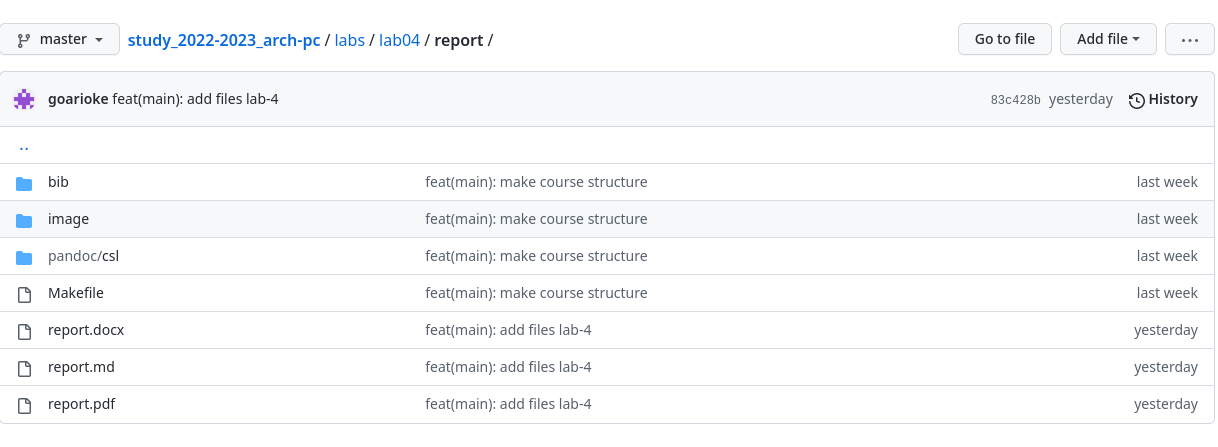 master study_2022-2023_arch-pc / labs / lab04 / report / Go to file Add file ...
goarioke feat(main): add files lab-4 83c428b yesterday History
..
bib feat(main): make course structure last week
image feat(main): make course structure last week
pandoc/csl feat(main): make course structure last week
Makefile feat(main): make course structure last week
report.docx feat(main): add files lab-4 yesterday
report.md feat(main): add files lab-4 yesterday
report.pdf feat(main): add files lab-4 yesterday